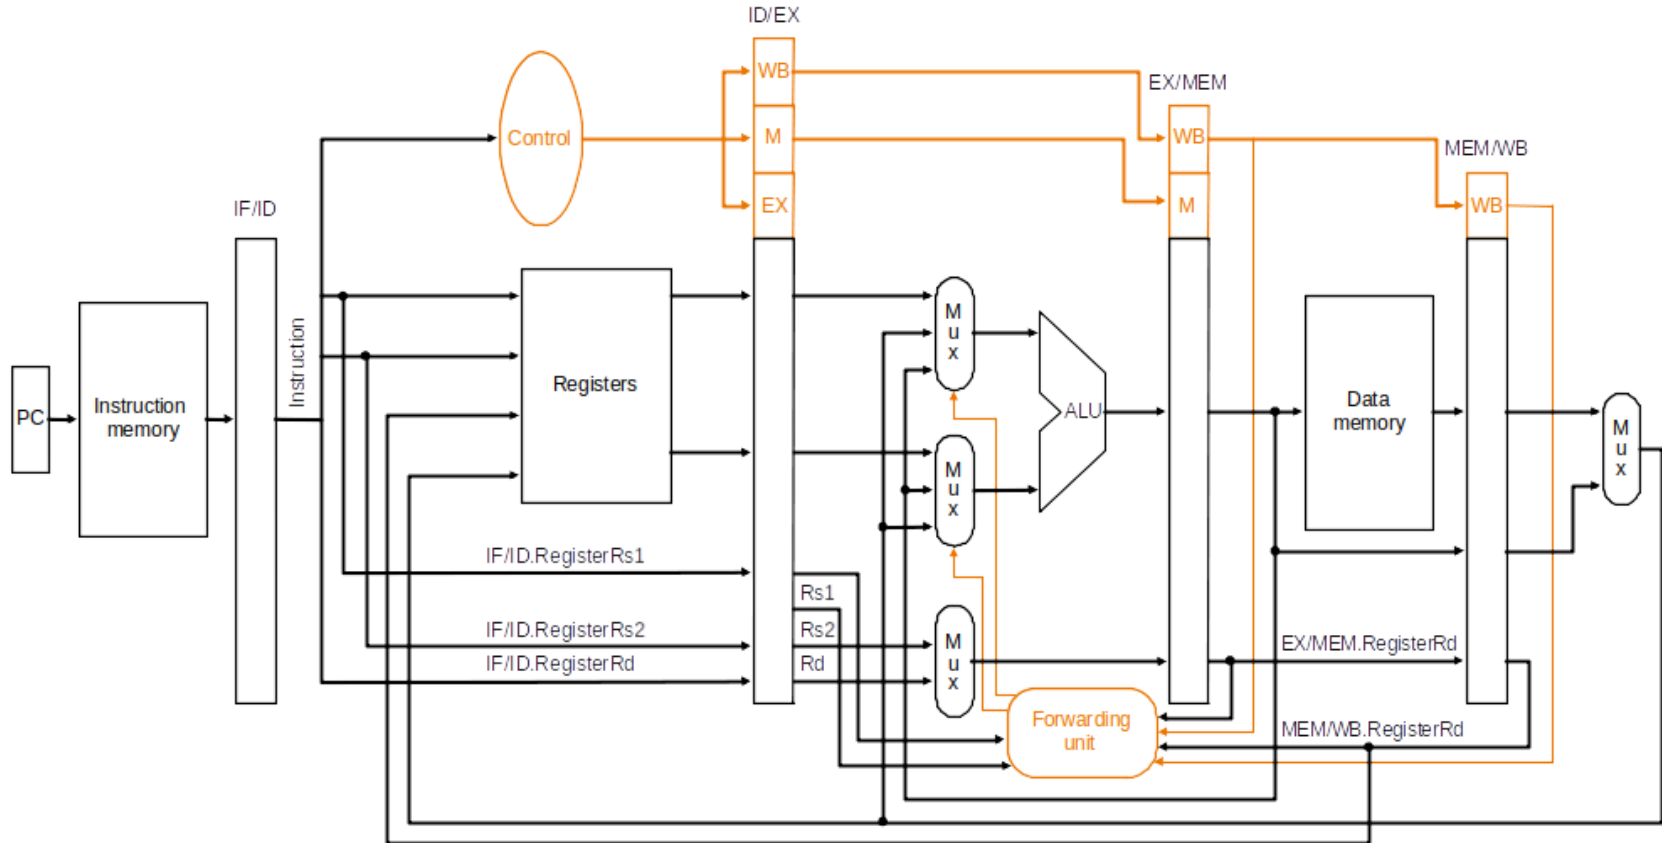 ID/EX
WB
EX/MEM
Control
M
WB
MEM/WB
IF/ID
EX
M
WB
Instruction
M
u
x
Registers
PC
Instruction
memory
ALU
Data
memory
M
u
x
M
u
x
IF/ID.RegisterRs1
Rs1
IF/ID.RegisterRs2
Rs2
IF/ID.RegisterRd
Rd
M
u
x
EX/MEM.RegisterRd
Forwarding
unit
MEM/WB.RegisterRd